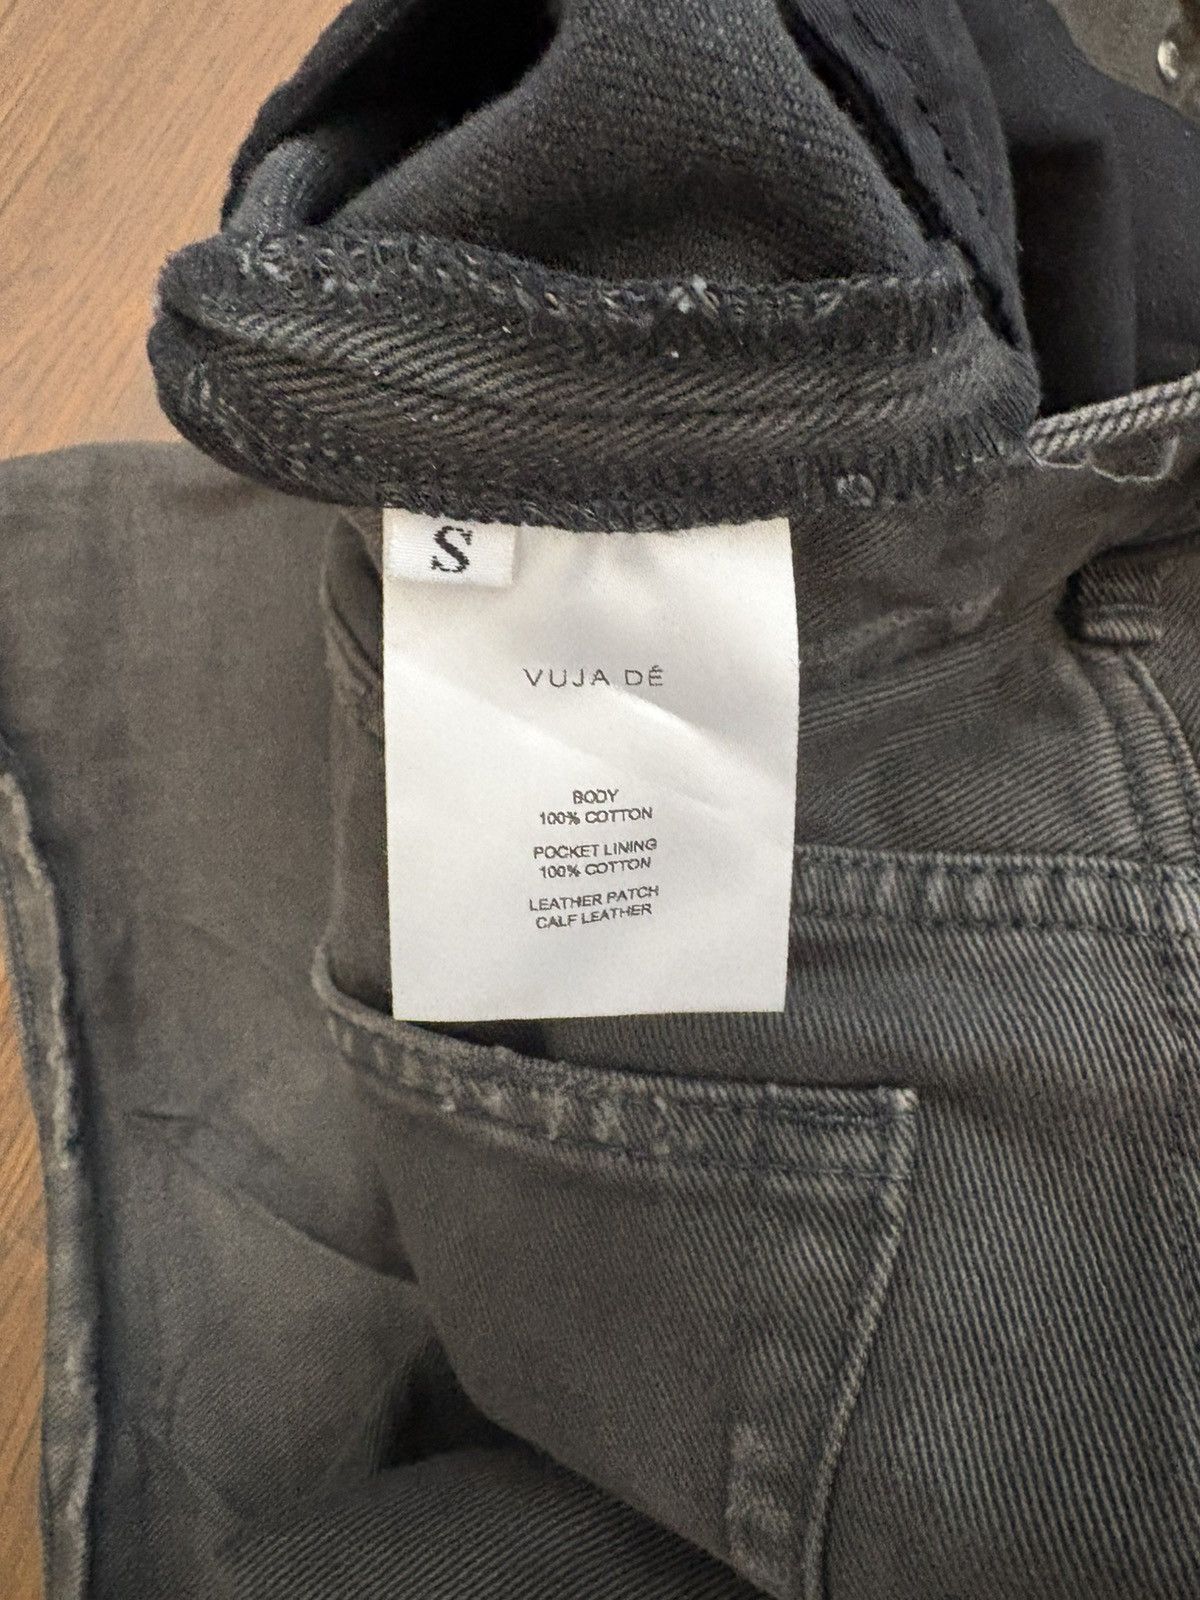 S
VUJA DÉ
BODY
100% COTTON
POCKET LINING
100% COTTON
LEATHER PATCH
CALF LEATHER